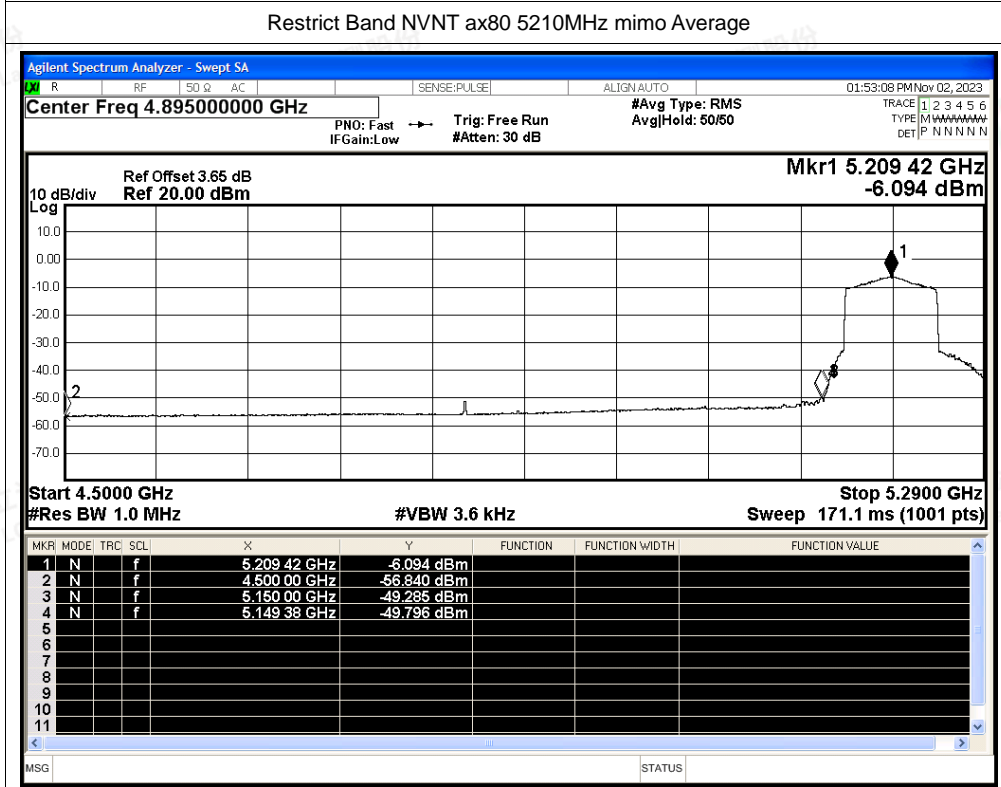 Restrict Band NVNT ax80 5210MHz mimo Average
Agilent Spectrum Analyzer - Swept SA
LXI R RF 50 Ω AC SENSE:PULSE ALIGN AUTO 01:53:08 PM Nov 02, 2023
Center Freq 4.895000000 GHz #Avg Type: RMS TRACE 1 2 3 4 5 6
PNO: Fast Trig: Free Run Avg|Hold: 50/50 TYPE M
IFGain:Low #Atten: 30 dB DET P N N N N N
Mkr1 5.209 42 GHz
Ref Offset 3.65 dB
10 dB/div Ref 20.00 dBm -6.094 dBm
Log
10.0
0.00
-10.0
-20.0
-30.0
-40.0
-50.0
-60.0
-70.0
1
2
Start 4.5000 GHz Stop 5.2900 GHz
#Res BW 1.0 MHz #VBW 3.6 kHz Sweep 171.1 ms (1001 pts)
MKR MODE TRC SCL X Y FUNCTION FUNCTION WIDTH FUNCTION VALUE
1 N f 5.209 42 GHz -6.094 dBm
2 N f 4.500 00 GHz -56.840 dBm
3 N f 5.150 00 GHz -49.285 dBm
4 N f 5.149 38 GHz -49.796 dBm
5
6
7
8
9
10
11
MSG STATUS